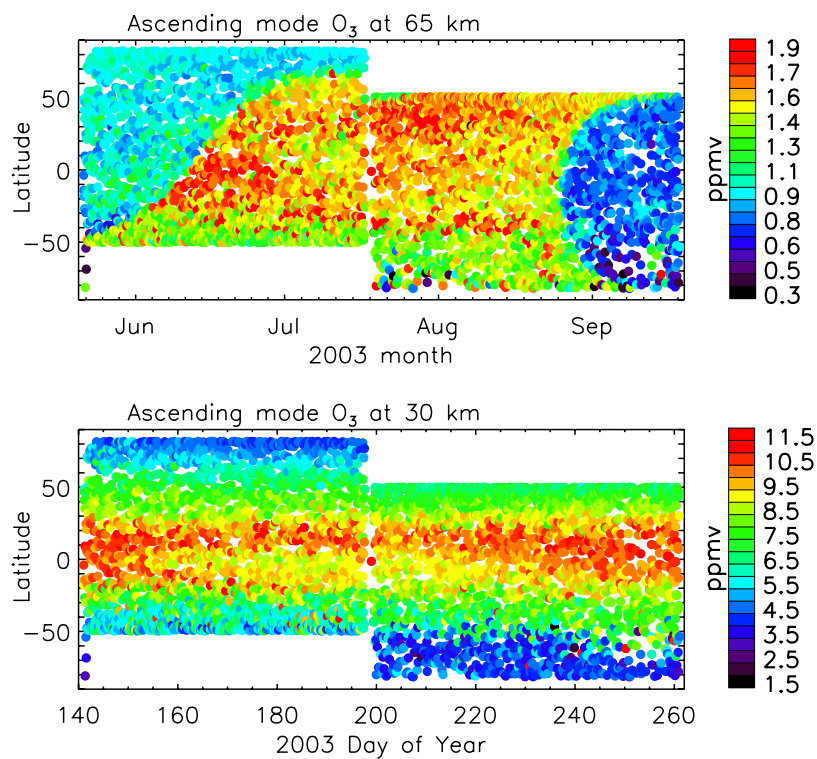 Ascending mode O₃ at 65 km
Latitude
50
0
−50
Jun Jul Aug Sep
2003 month
ppmv
1.9
1.7
1.6
1.4
1.3
1.1
0.9
0.8
0.6
0.5
0.3
Ascending mode O₃ at 30 km
Latitude
50
0
−50
140 160 180 200 220 240 260
2003 Day of Year
ppmv
11.5
10.5
9.5
8.5
7.5
6.5
5.5
4.5
3.5
2.5
1.5